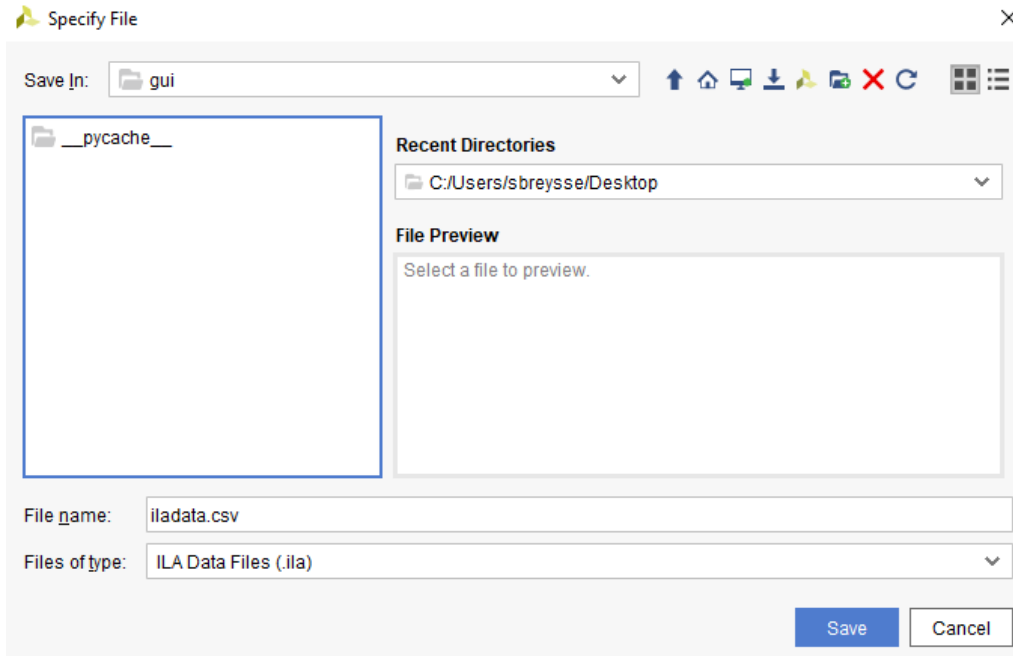 Specify File
Save In: gui
__pycache__
Recent Directories
C:/Users/sbreysse/Desktop
File Preview
Select a file to preview.
File name: iladata.csv
Files of type: ILA Data Files (.ila)
Save Cancel